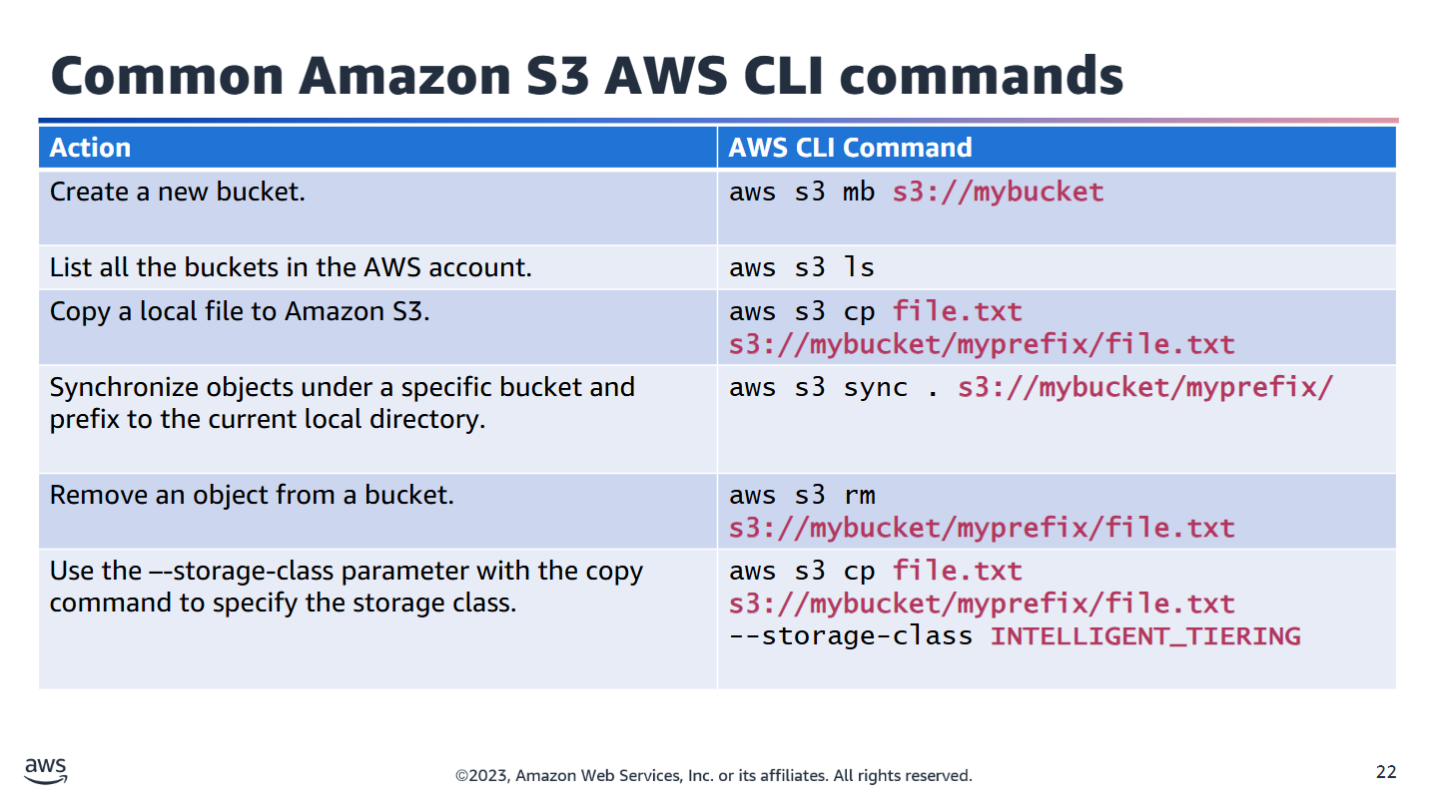 Common Amazon S3 AWS CLI commands
Action
AWS CLI Command
Create a new bucket.
aws s3 mb s3://mybucket
List all the buckets in the AWS account.
aws s3 ls
Copy a local file to Amazon S3.
aws s3 cp file.txt
s3://mybucket/myprefix/file.txt
Synchronize objects under a specific bucket and
prefix to the current local directory.
aws s3 sync . s3://mybucket/myprefix/
Remove an object from a bucket.
aws s3 rm
s3://mybucket/myprefix/file.txt
Use the –-storage-class parameter with the copy
command to specify the storage class.
aws s3 cp file.txt
s3://mybucket/myprefix/file.txt
--storage-class INTELLIGENT_TIERING
aws
©2023, Amazon Web Services, Inc. or its affiliates. All rights reserved.
22